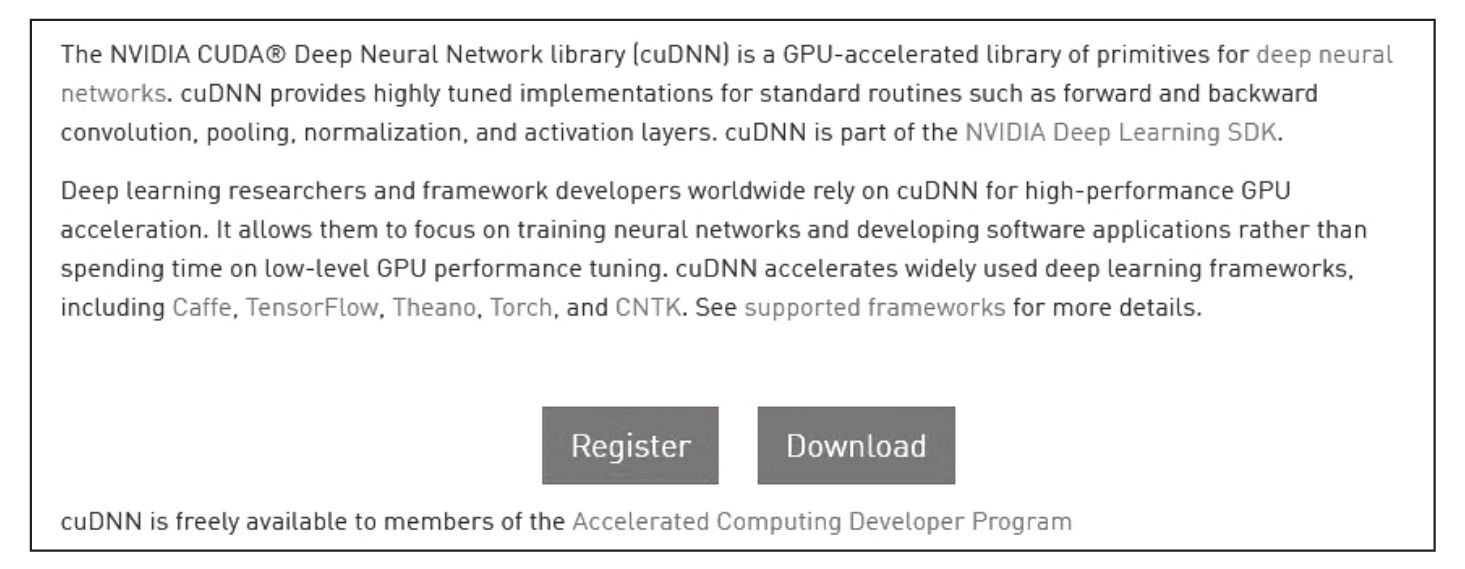 The NVIDIA CUDA® Deep Neural Network library (cuDNN) is a GPU-accelerated library of primitives for deep neural
networks. cuDNN provides highly tuned implementations for standard routines such as forward and backward
convolution, pooling, normalization, and activation layers. cuDNN is part of the NVIDIA Deep Learning SDK.
Deep learning researchers and framework developers worldwide rely on cuDNN for high-performance GPU
acceleration. It allows them to focus on training neural networks and developing software applications rather than
spending time on low-level GPU performance tuning. cuDNN accelerates widely used deep learning frameworks,
including Caffe, TensorFlow, Theano, Torch, and CNTK. See supported frameworks for more details.
Register Download
cuDNN is freely available to members of the Accelerated Computing Developer Program